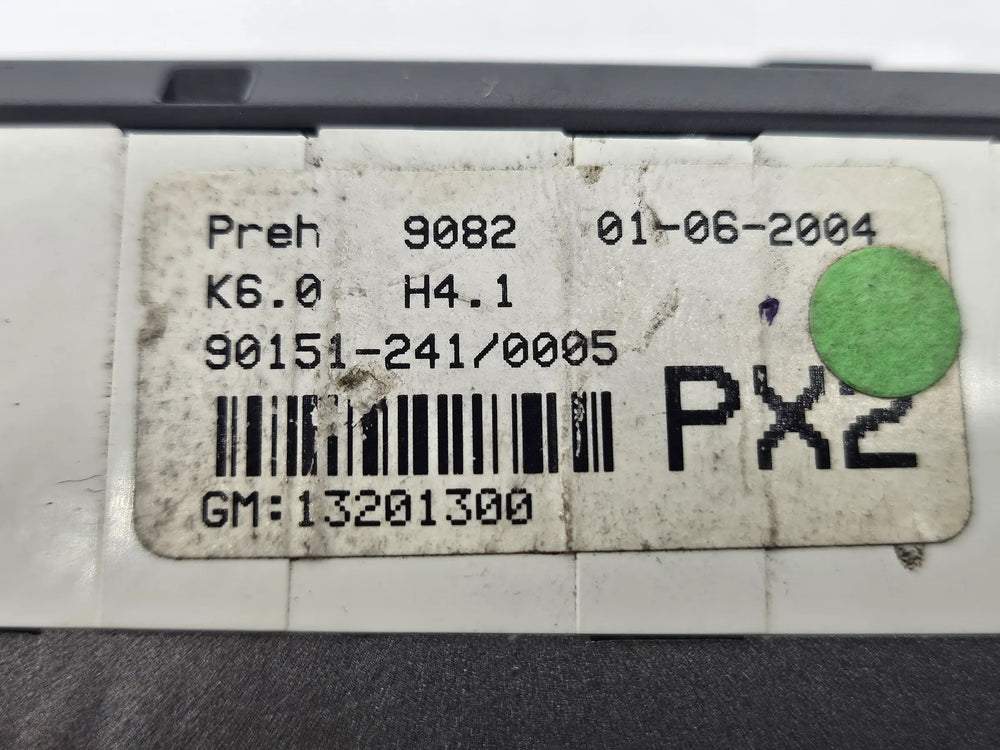 Preh 9082 01-06-2004
K6.0 H4.1
90151-241/0005
PX2
GM:13201300